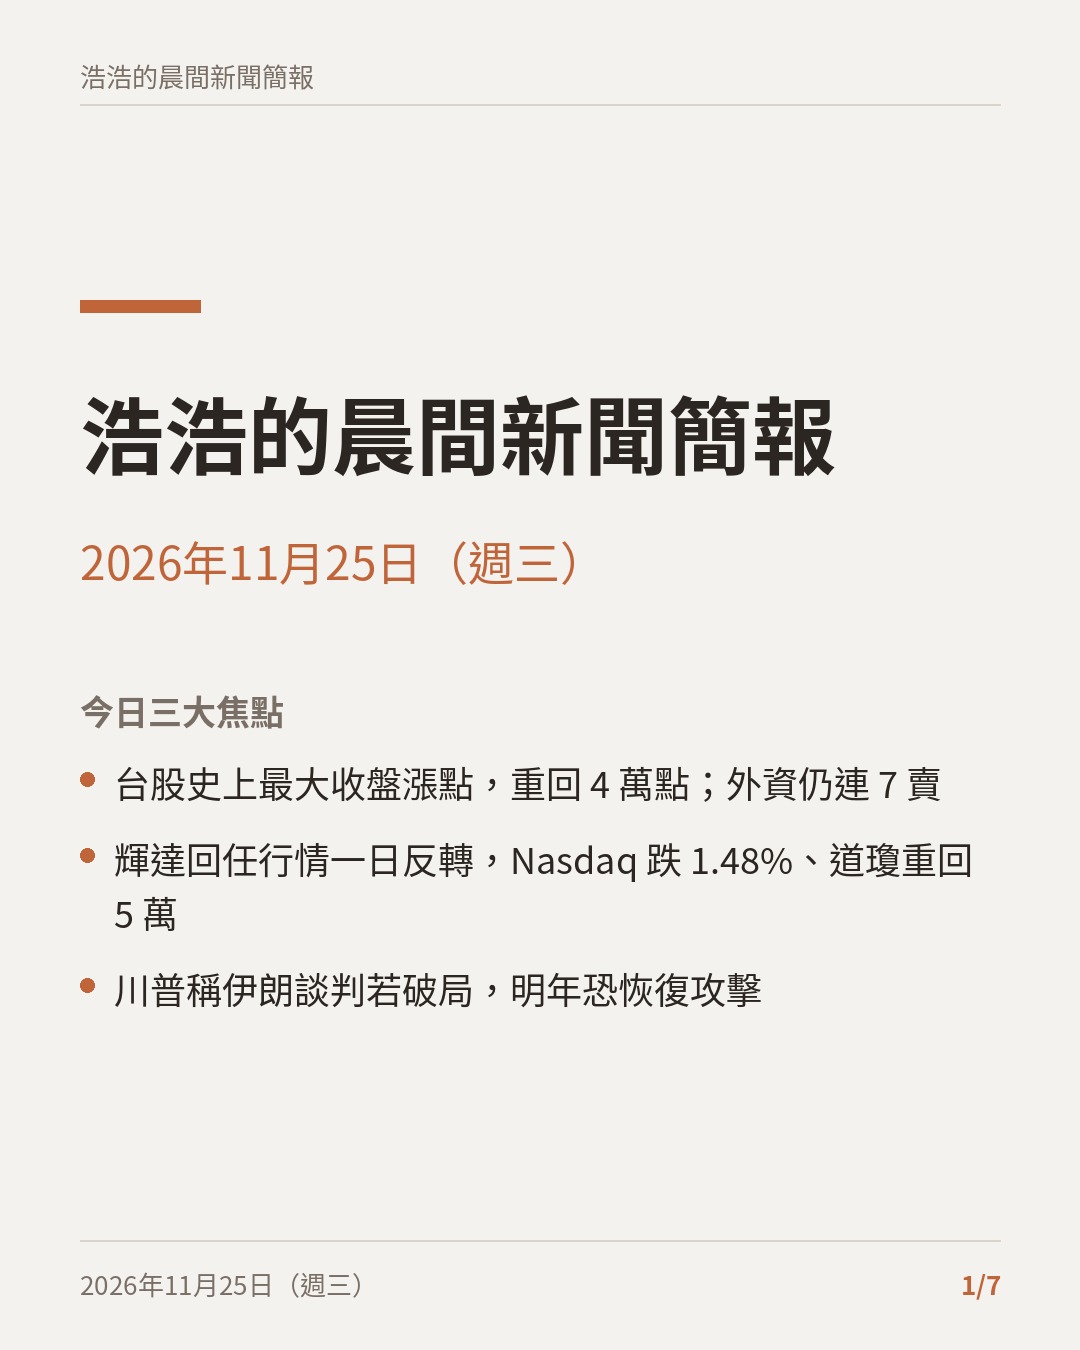 浩浩的晨間新聞簡報
浩浩的晨間新聞簡報
2026年11月25日（週三）
今日三大焦點
台股史上最大收盤漲點，重回 4 萬點；外資仍連 7 賣
輝達回任行情一日反轉，Nasdaq 跌 1.48%、道瓊重回
5 萬
川普稱伊朗談判若破局，明年恐恢復攻擊
2026年11月25日（週三）
1/7